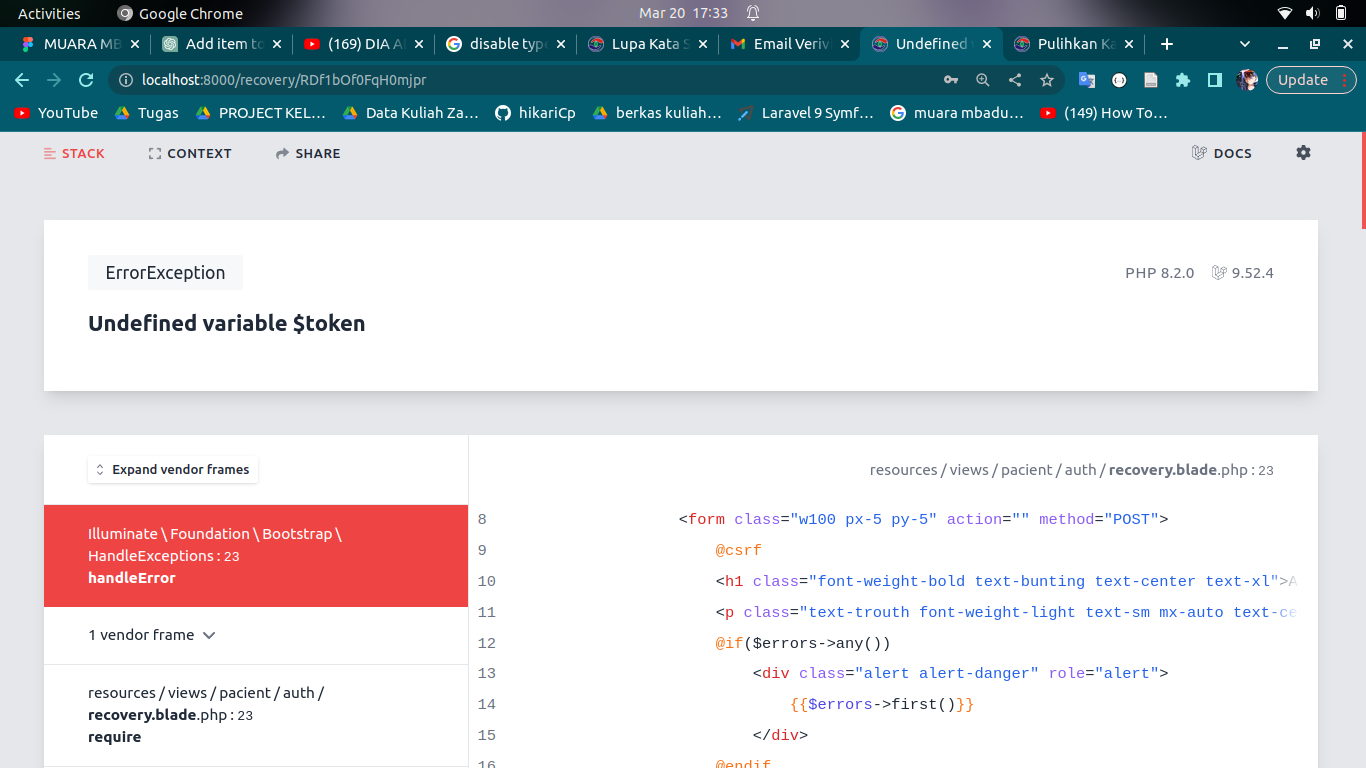 Activities Google Chrome Mar 20 17:33
MUARA MB Add item to (169) DIA A disable type Lupa Kata S Email Veriv Undefined v Pulihkan Ka
localhost:8000/recovery/RDf1bOf0FqH0mjpr Update
YouTube Tugas PROJECT KEL... Data Kuliah Za... hikariCp berkas kuliah... Laravel 9 Symf... muara mbadu... (149) How To...
STACK CONTEXT SHARE DOCS
ErrorException PHP 8.2.0 9.52.4
Undefined variable $token
Expand vendor frames
Illuminate \ Foundation \ Bootstrap \
HandleExceptions : 23
handleError
1 vendor frame
resources / views / pacient / auth /
recovery.blade.php : 23
require
resources / views / pacient / auth / recovery.blade.php : 23
8 <form class="w100 px-5 py-5" action="" method="POST">
9 @csrf
10 <h1 class="font-weight-bold text-bunting text-center text-xl">A
11 <p class="text-trouth font-weight-light text-sm mx-auto text-ce
12 @if($errors->any())
13 <div class="alert alert-danger" role="alert">
14 {{$errors->first()}}
15 </div>
16 @endif